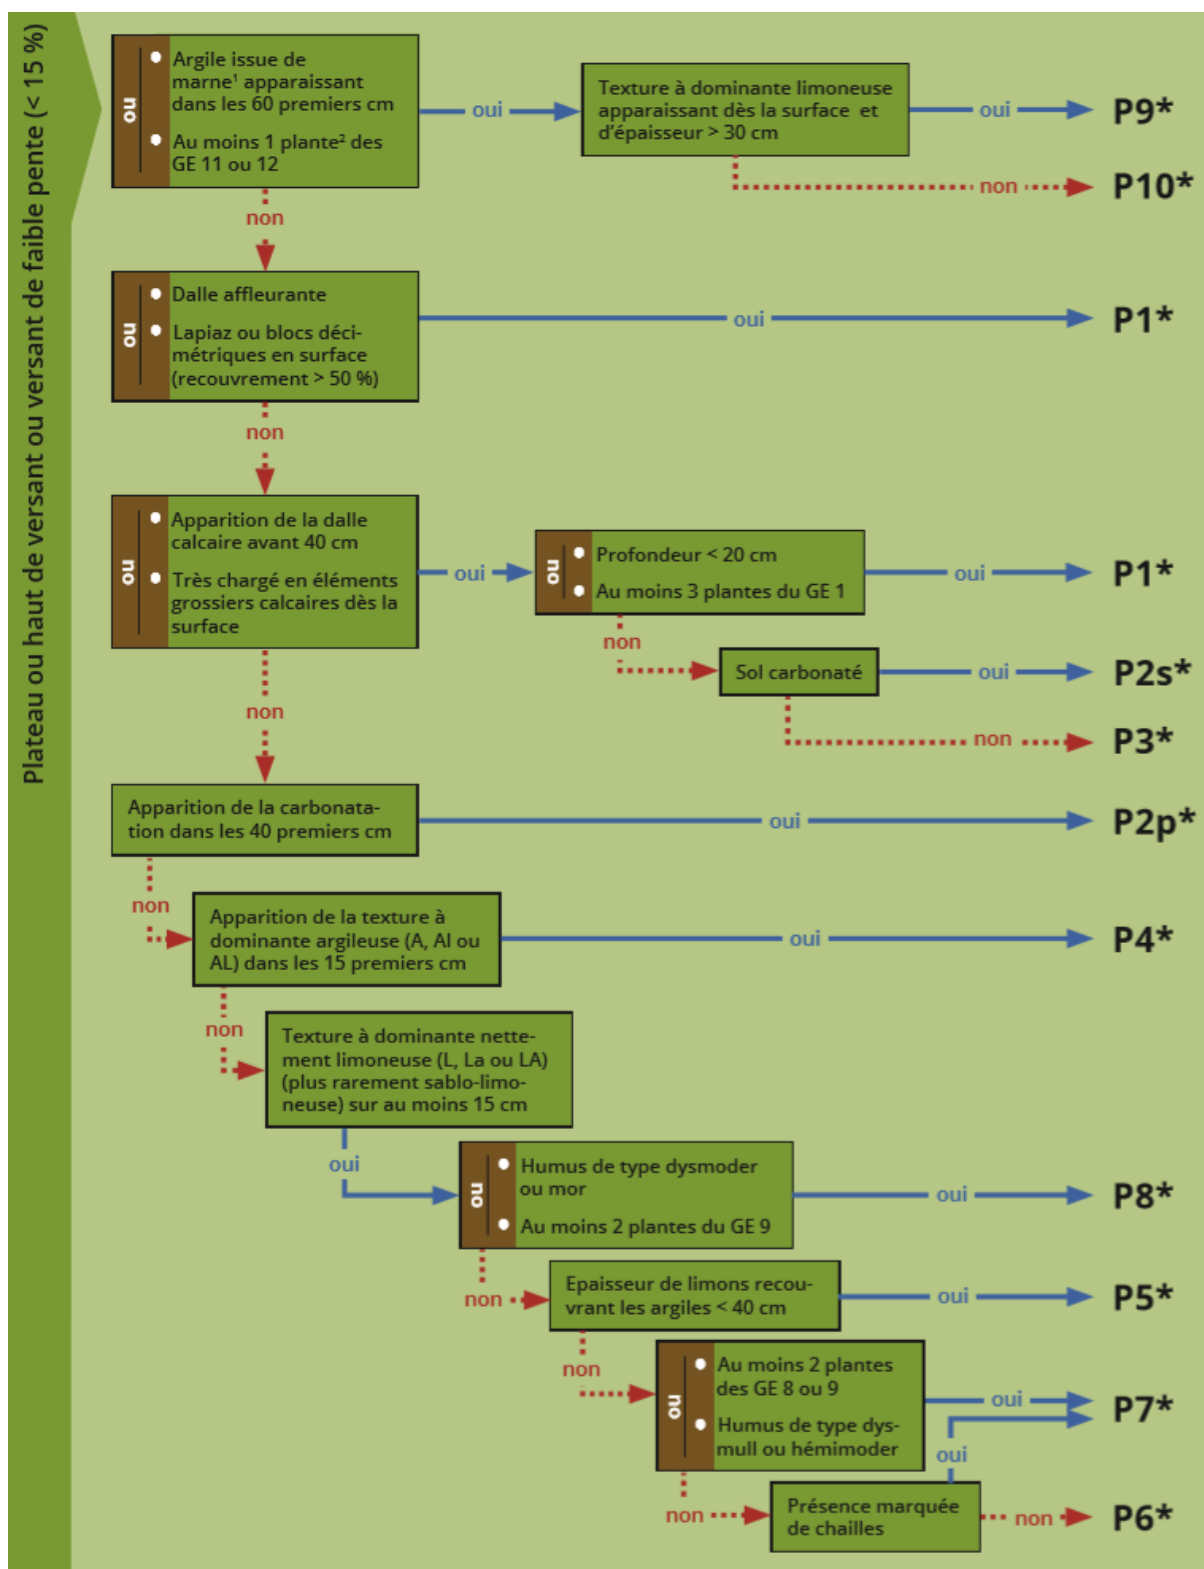 Plateau ou haut de versant ou versant de faible pente (< 15 %)
ou
Argile issue de
marne¹ apparaissant
dans les 60 premiers cm
Au moins 1 plante² des
GE 11 ou 12
oui
Texture à dominante limoneuse
apparaissant dès la surface et
d'épaisseur > 30 cm
oui
P9*
non
P10*
non
ou
Dalle affleurante
Lapiaz ou blocs déci-
métriques en surface
(recouvrement > 50 %)
oui
P1*
non
ou
Apparition de la dalle
calcaire avant 40 cm
Très chargé en éléments
grossiers calcaires dès la
surface
oui
ou
Profondeur < 20 cm
Au moins 3 plantes du GE 1
oui
P1*
non
Sol carbonaté
oui
P2s*
non
P3*
non
Apparition de la carbonata-
tion dans les 40 premiers cm
oui
P2p*
non
Apparition de la texture à
dominante argileuse (A, Al ou
AL) dans les 15 premiers cm
oui
P4*
non
Texture à dominante nette-
ment limoneuse (L, La ou LA)
(plus rarement sablo-limo-
neuse) sur au moins 15 cm
oui
ou
Humus de type dysmoder
ou mor
Au moins 2 plantes du GE 9
oui
P8*
non
Epaisseur de limons recou-
vrant les argiles < 40 cm
oui
P5*
non
ou
Au moins 2 plantes
des GE 8 ou 9
Humus de type dys-
mull ou hémimoder
oui
P7*
oui
non
Présence marquée
de chailles
non
P6*